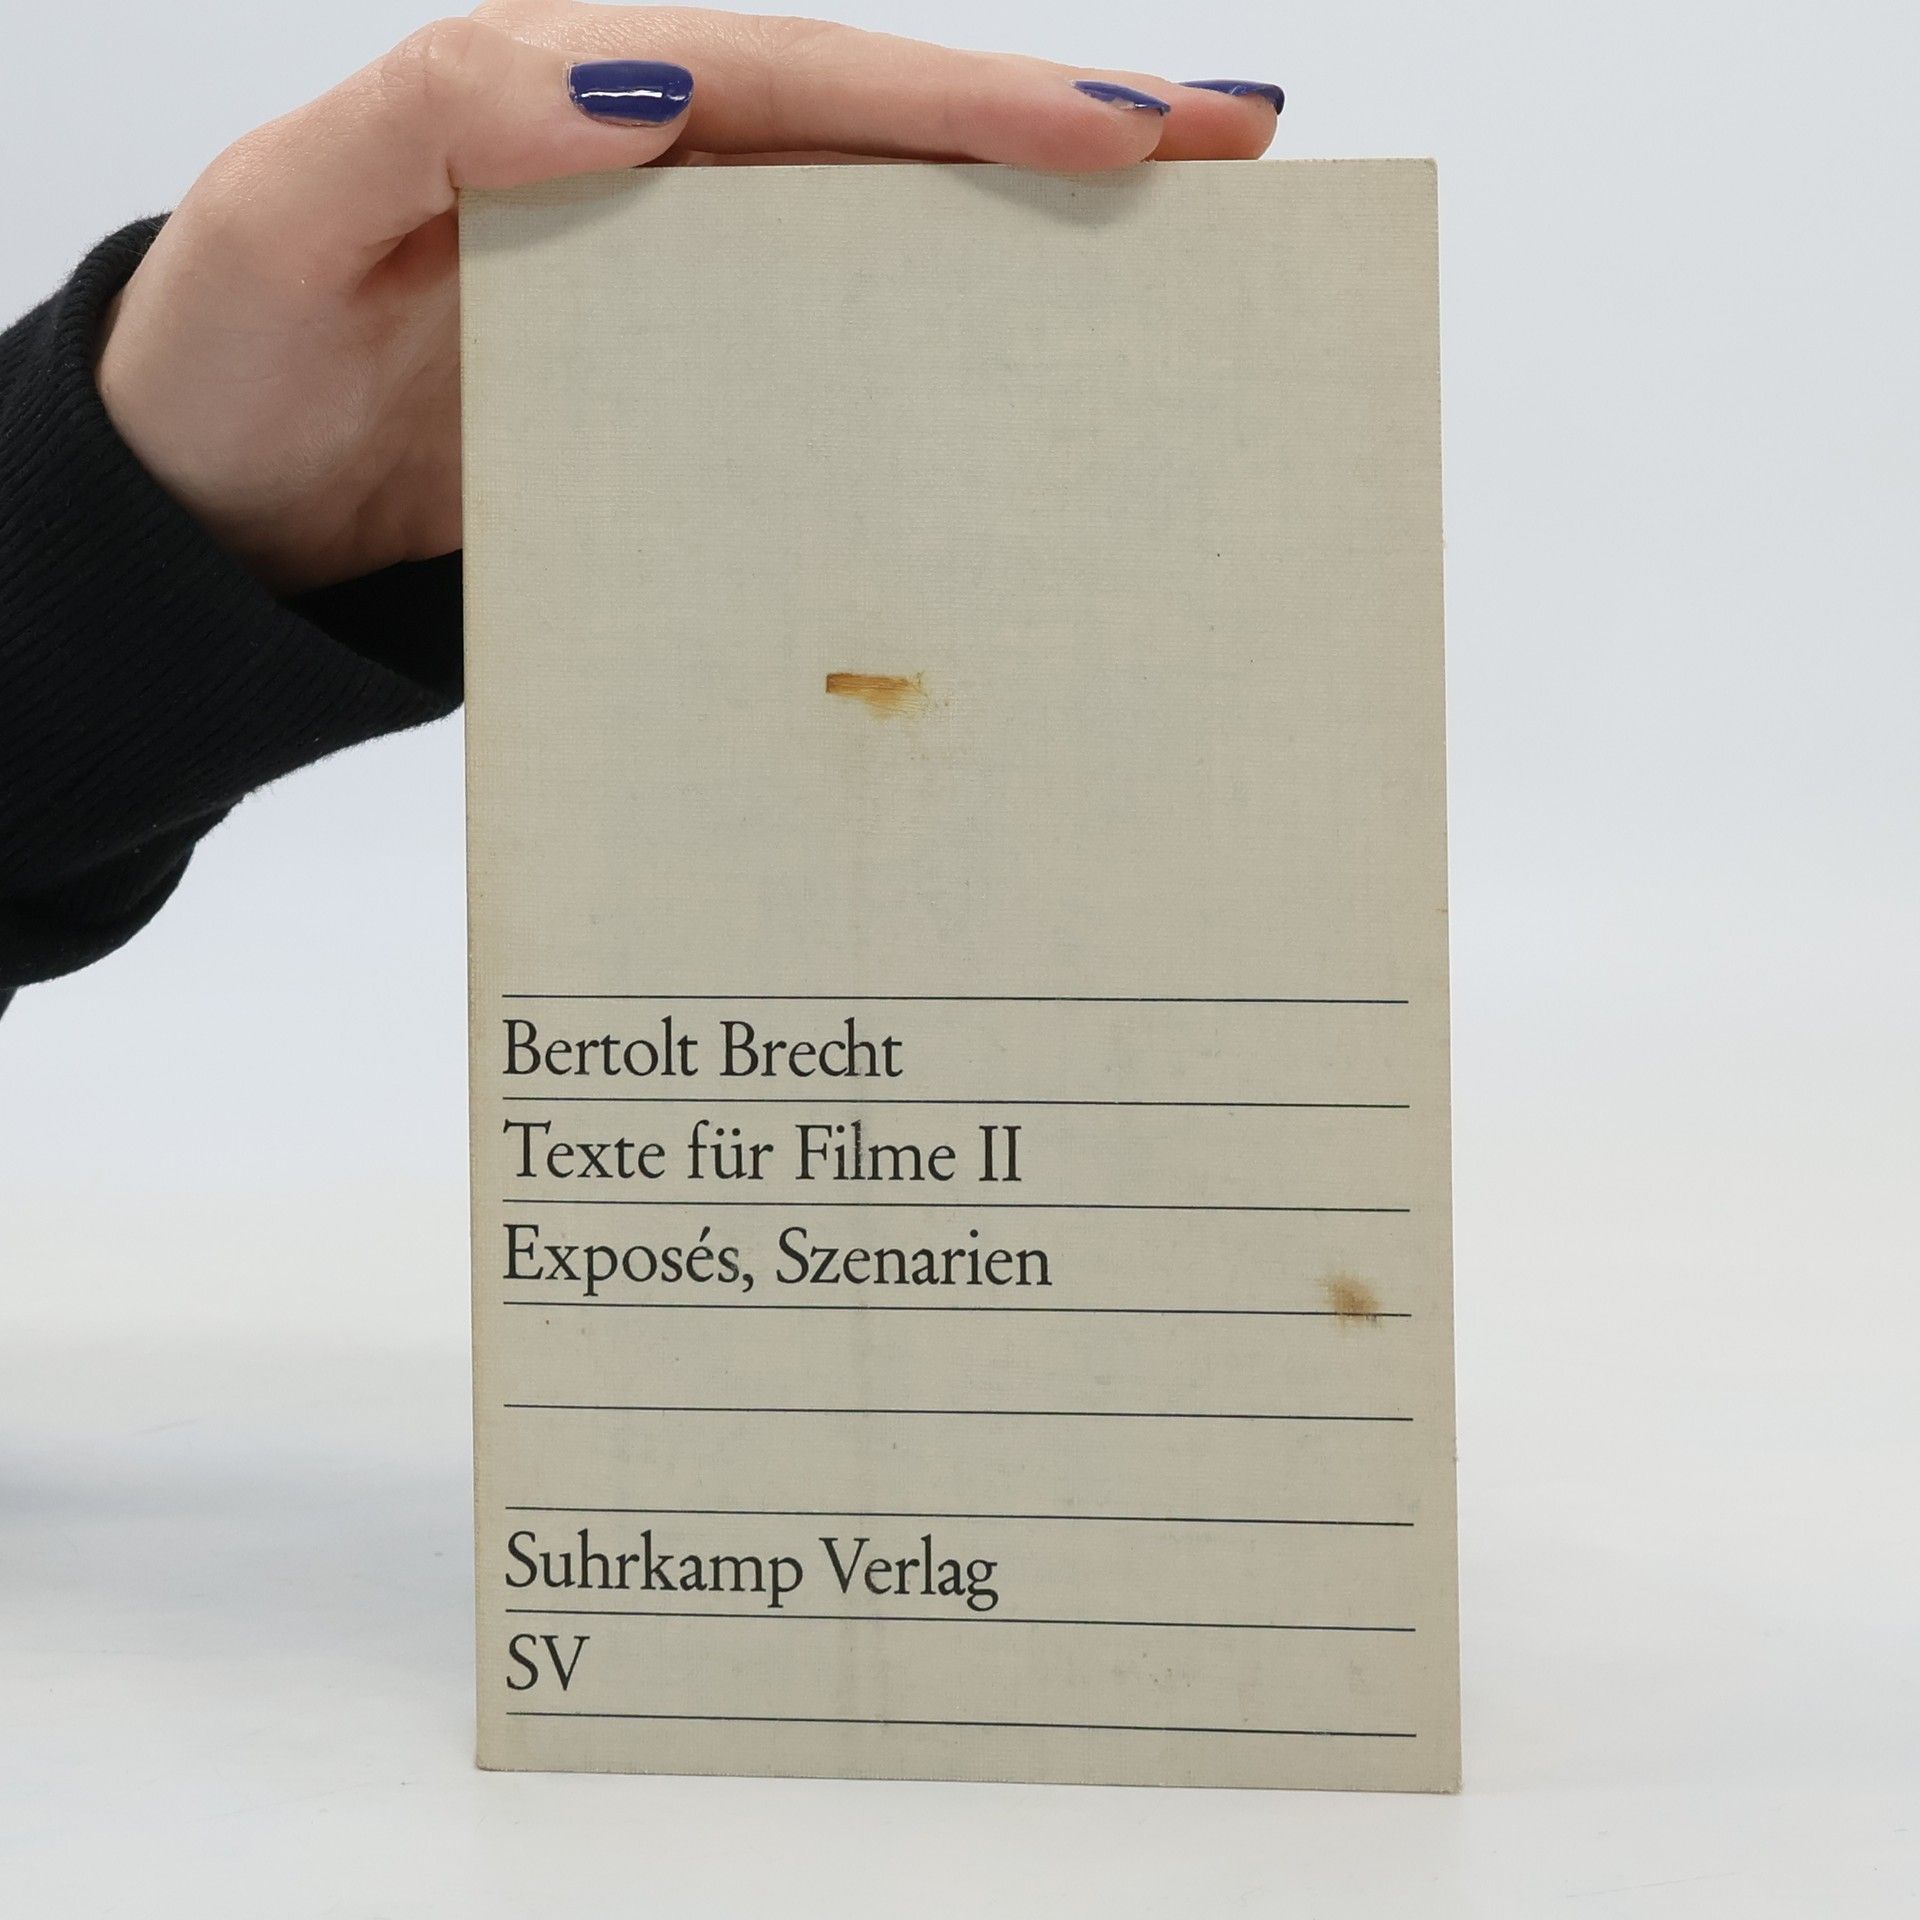 Bertolt Brecht
Texte für Filme II
Exposés, Szenarien
Suhrkamp Verlag
SV